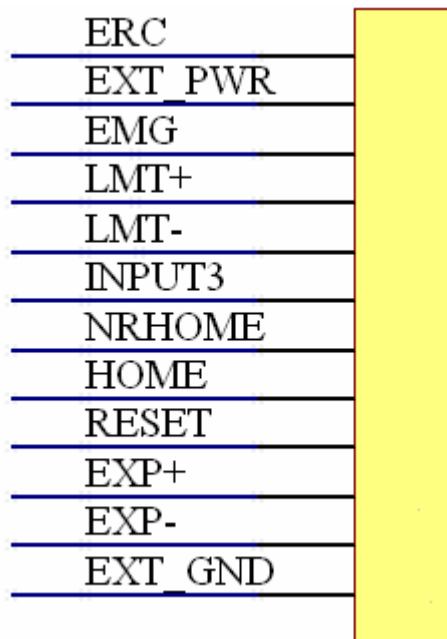 ERC
EXT_PWR
EMG
LMT+
LMT-
INPUT3
NRHOME
HOME
RESET
EXP+
EXP-
EXT_GND